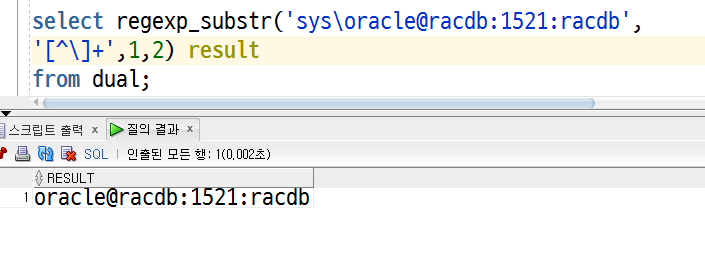 select regexp_substr('sys\oracle@racdb:1521:racdb',
'[^\]+',1,2) result
from dual;
스크립트 출력 x 질의 결과 x
SQL | 인출된 모든 행: 1(0.002초)
RESULT
1 oracle@racdb:1521:racdb